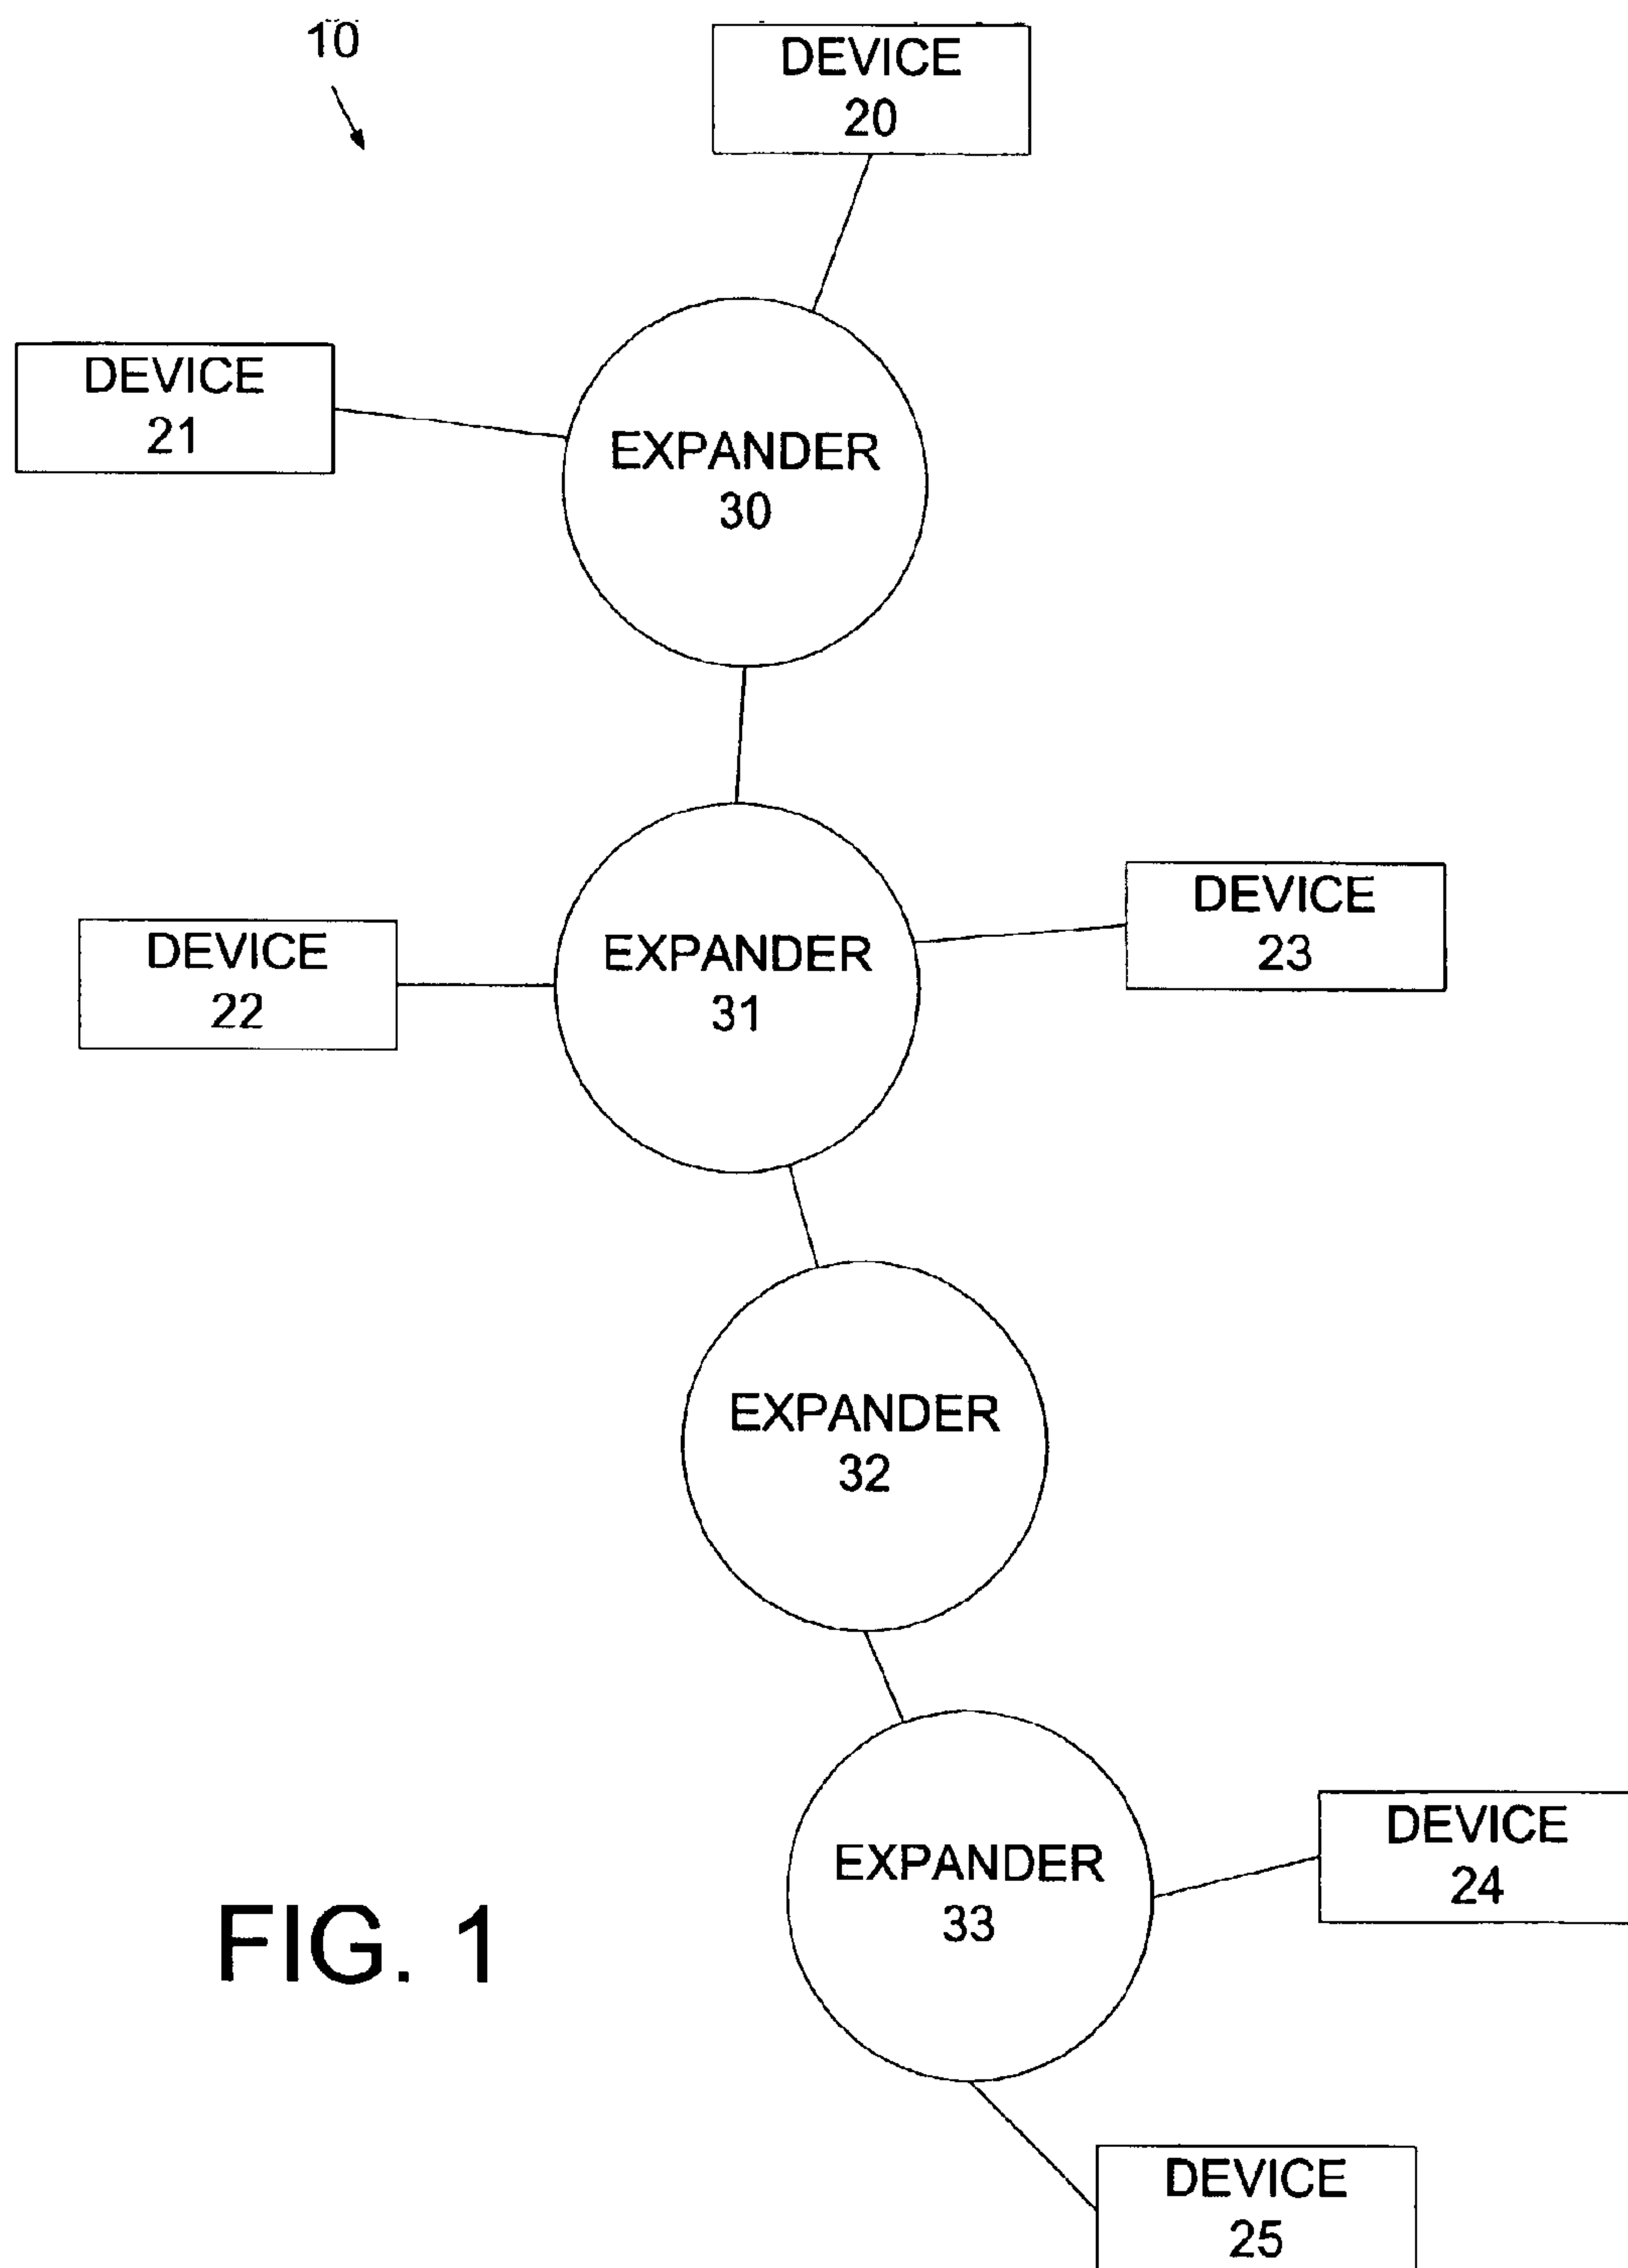 10
DEVICE
20
DEVICE
21
EXPANDER
30
DEVICE
22
EXPANDER
31
DEVICE
23
EXPANDER
32
EXPANDER
33
DEVICE
24
FIG. 1
DEVICE
25